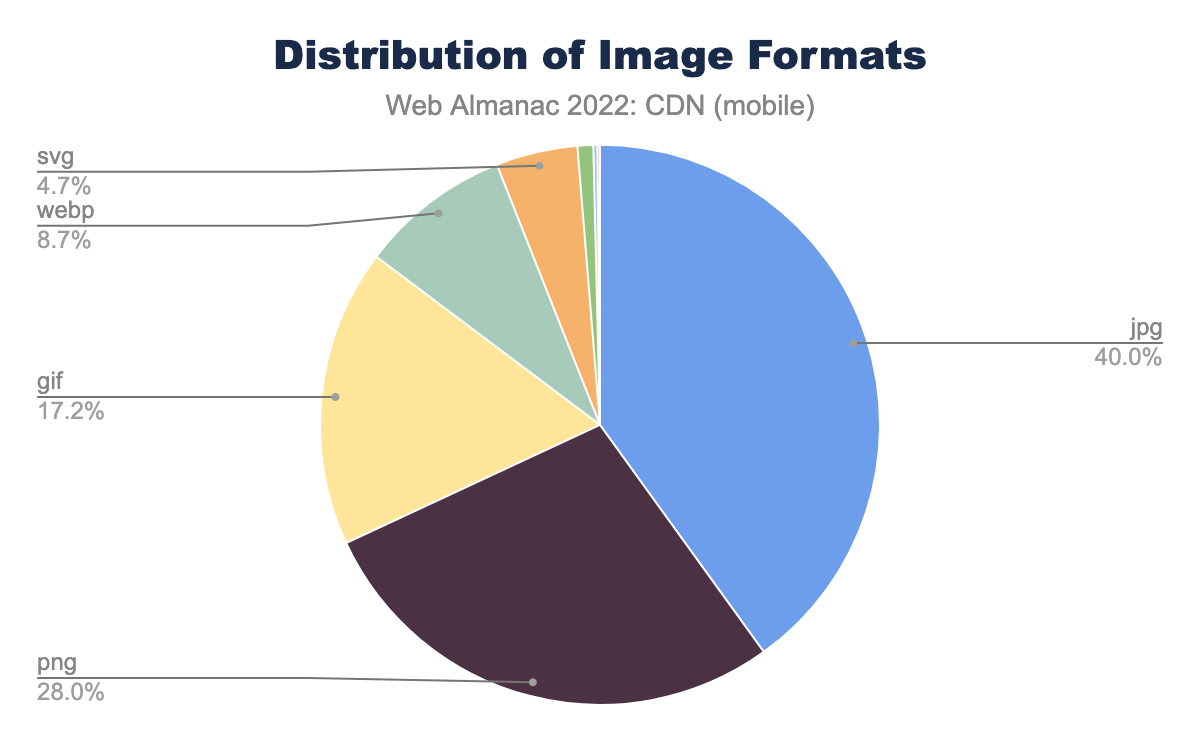 Distribution of Image Formats
Web Almanac 2022: CDN (mobile)
svg
4.7%
webp
8.7%
jpg
40.0%
gif
17.2%
png
28.0%